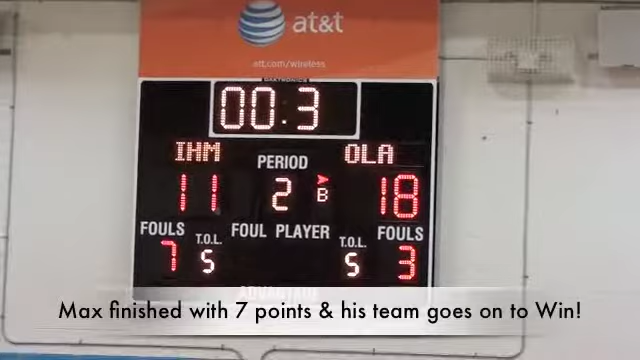 at&t
att.com/wireless
00:3
IHM PERIOD OLA
11 2 B 18
FOULS T.O.L. FOUL PLAYER T.O.L. FOULS
7 5 5 3
ADVANTAGE
Max finished with 7 points & his team goes on to Win!